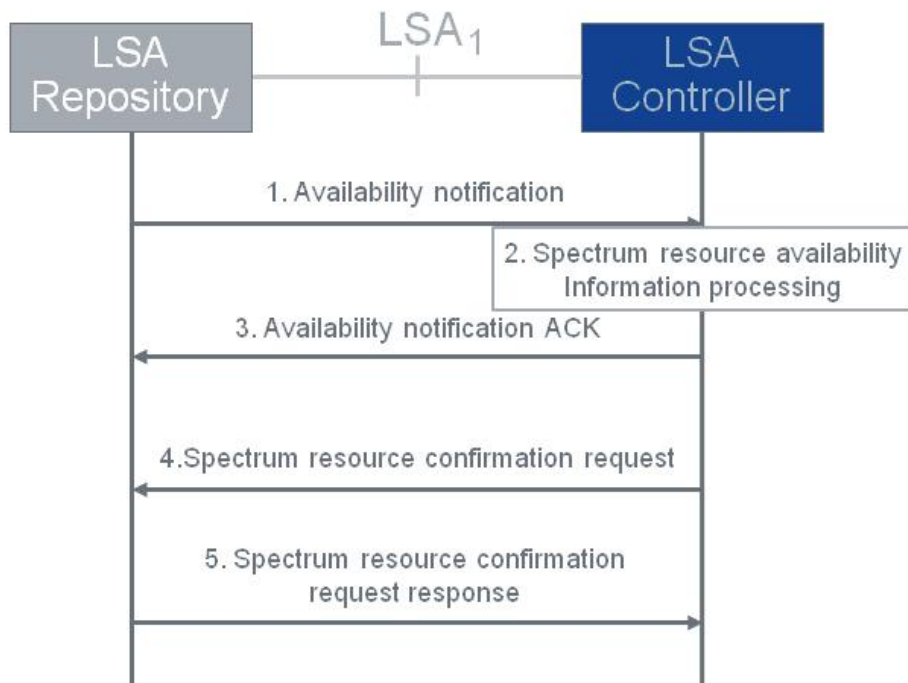 LSA₁
LSA
Repository
LSA
Controller
1. Availability notification
2. Spectrum resource availability
Information processing
3. Availability notification ACK
4.Spectrum resource confirmation request
5. Spectrum resource confirmation
request response